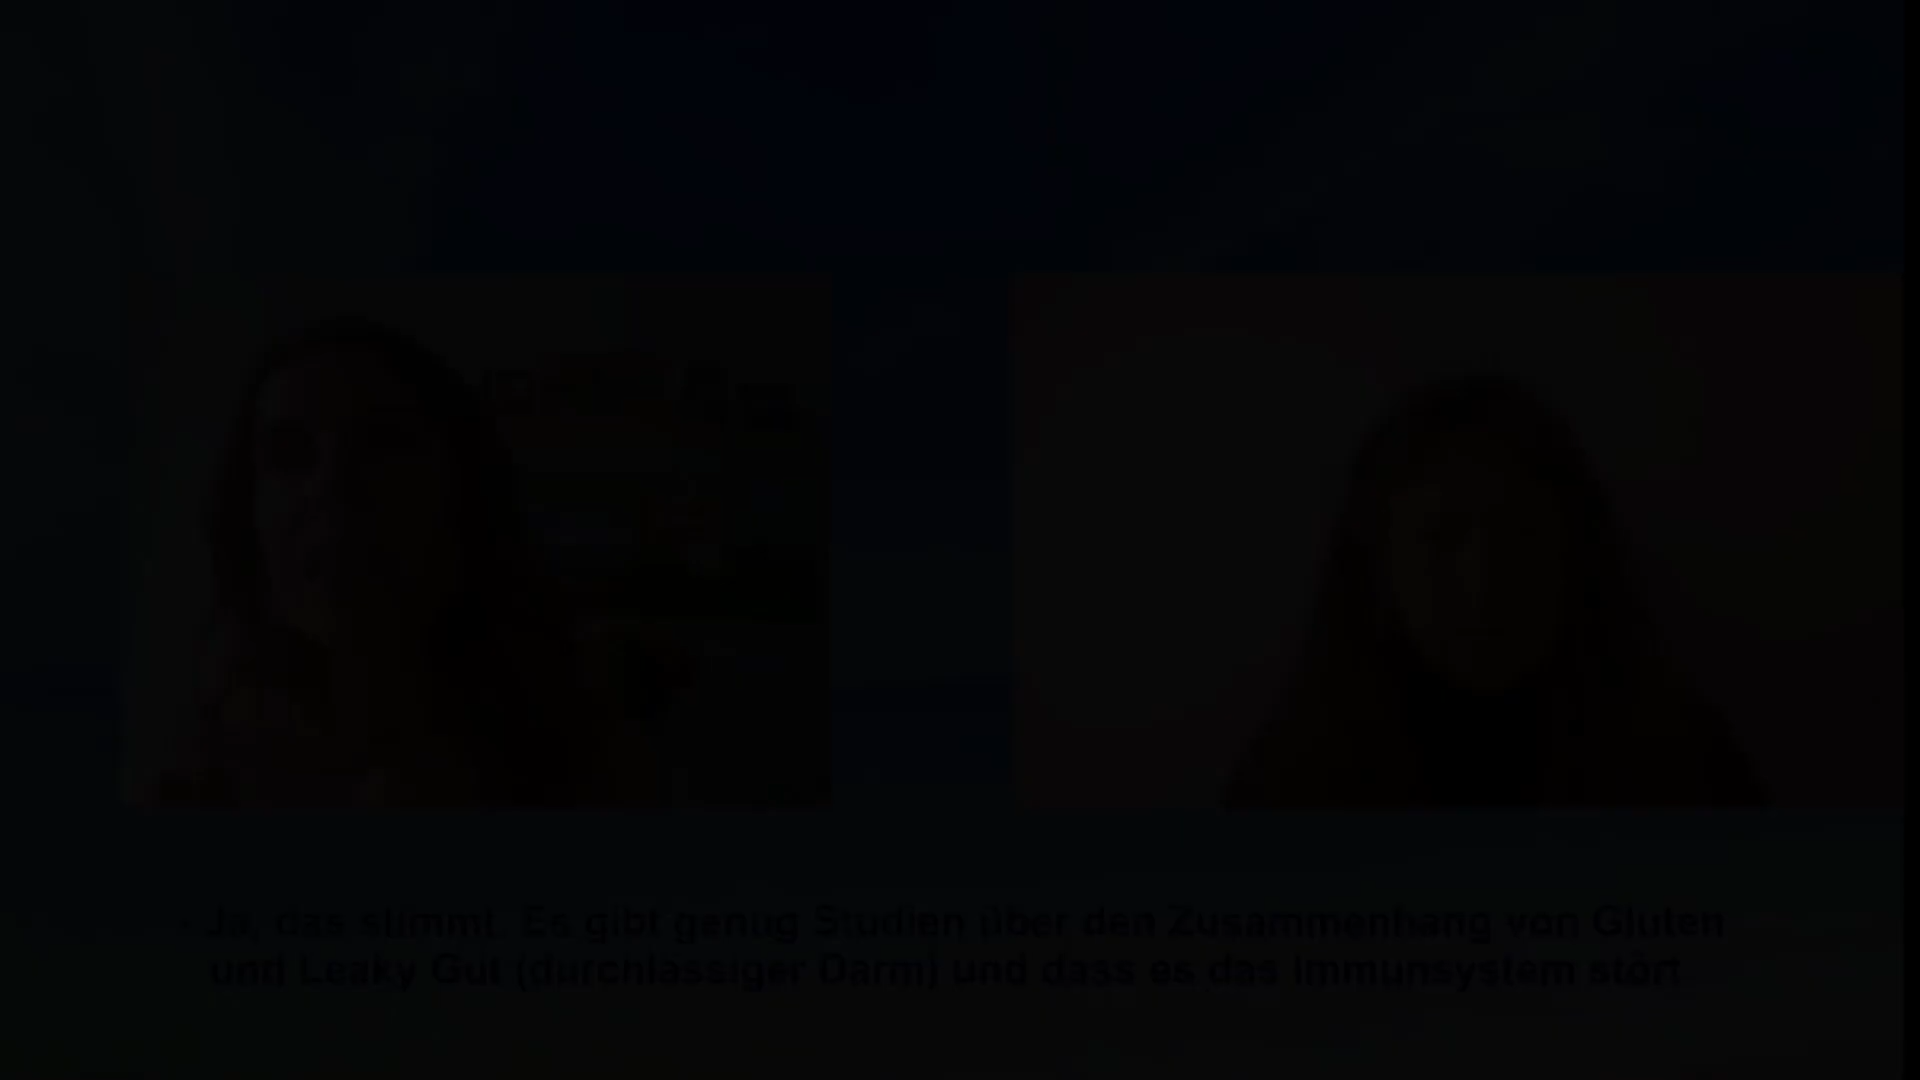 - Ja, das stimmt. Es gibt genug Studien über den Zusammenhang von Gluten
und Leaky Gut (durchlässiger Darm) und dass es das Immunsystem stört.